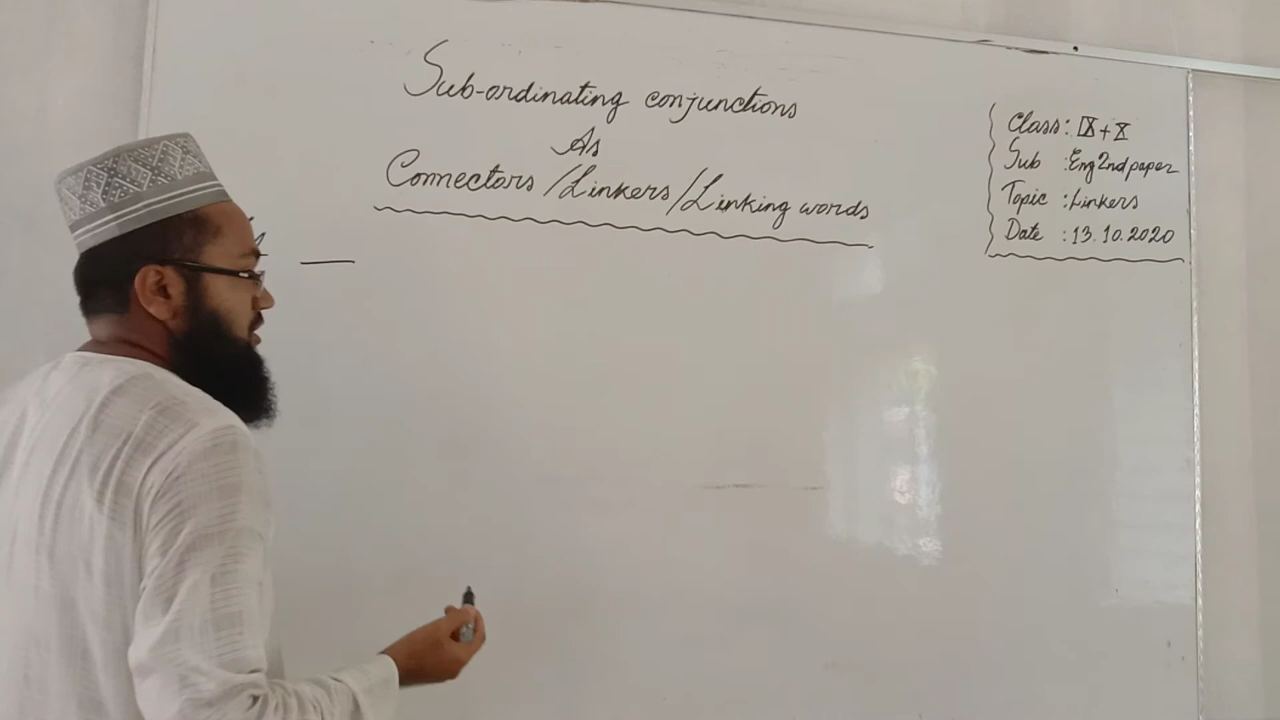 Sub-ordinating conjunctions
As
Connectors/Linkers/Linking words
Class: IX+X
Sub :Eng 2nd paper
Topic :Linkers
Date :13.10.2020